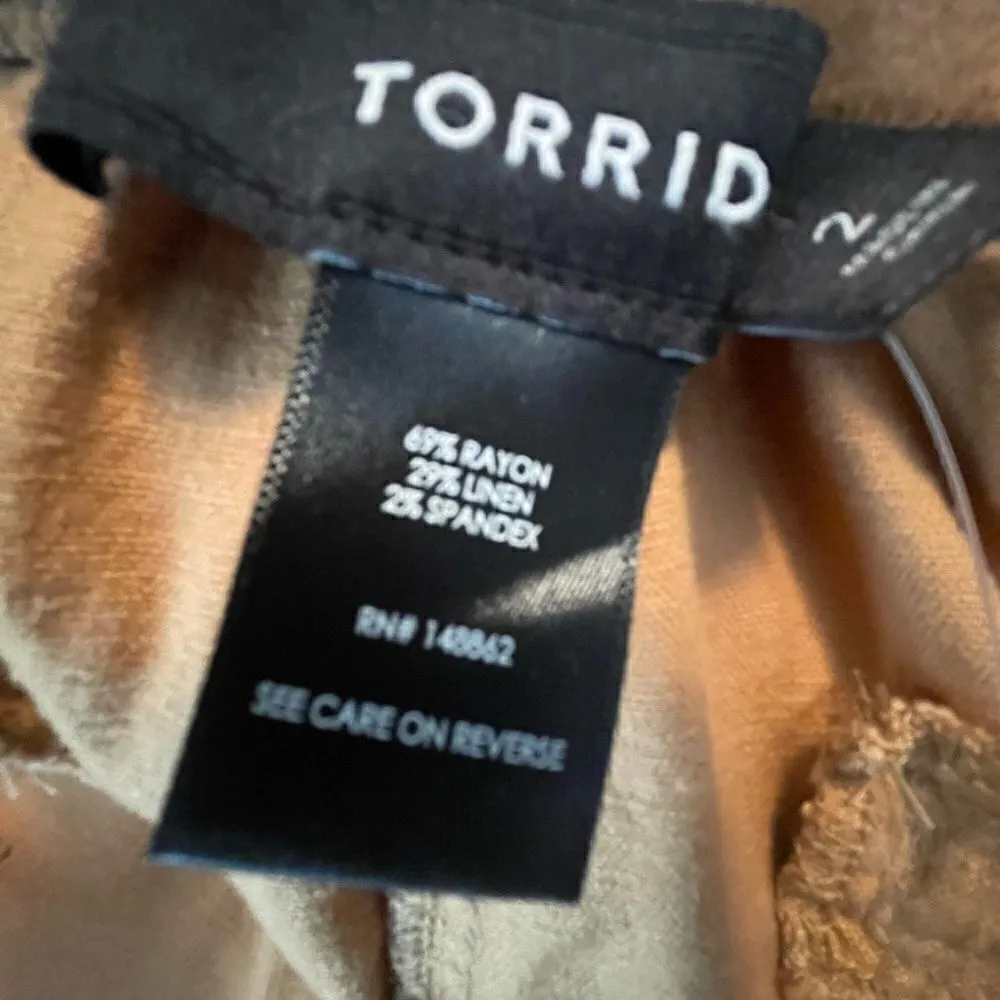 TORRID
2
69% RAYON
29% LINEN
2% SPANDEX
RN# 148862
SEE CARE ON REVERSE